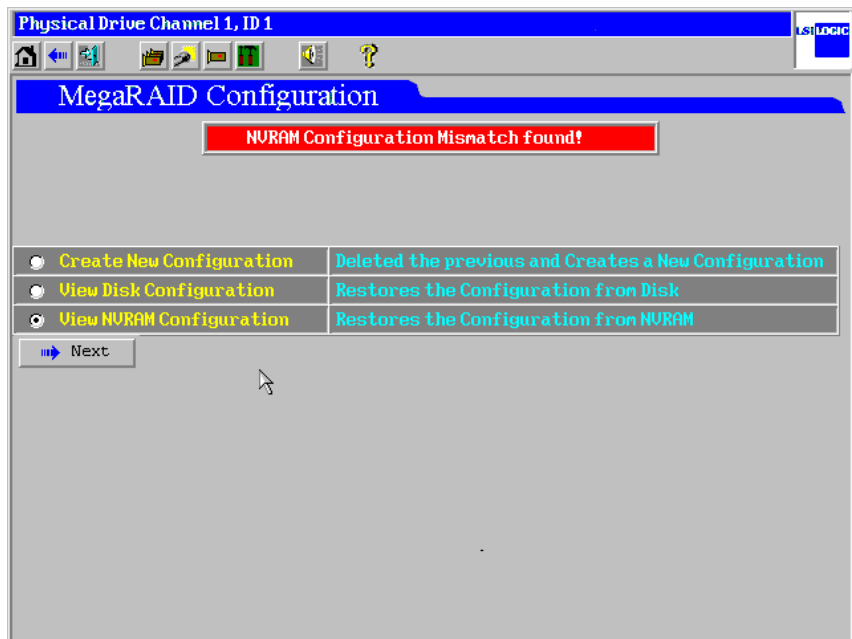 Physical Drive Channel 1, ID 1
LSI LOGIC
MegaRAID Configuration
NVRAM Configuration Mismatch found!
Create New Configuration Deleted the previous and Creates a New Configuration
View Disk Configuration Restores the Configuration from Disk
View NVRAM Configuration Restores the Configuration from NVRAM
Next